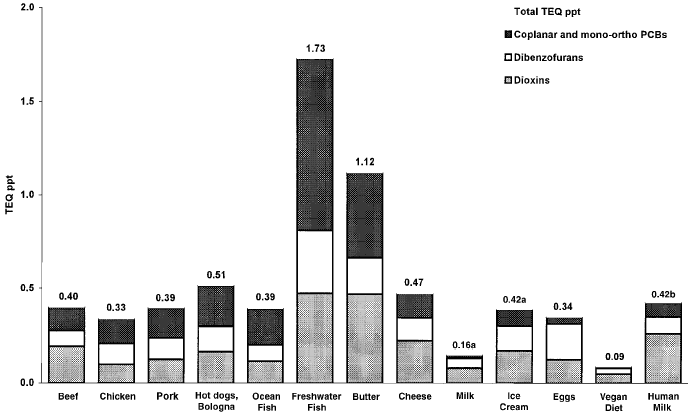 Total TEQ ppt
Coplanar and mono-ortho PCBs
Dibenzofurans
Dioxins
TEQ ppt
2.0
1.5
1.0
0.5
0.0
0.40
0.33
0.39
0.51
0.39
1.73
1.12
0.47
0.16a
0.42a
0.34
0.09
0.42b
Beef
Chicken
Pork
Hot dogs,
Bologna
Ocean
Fish
Freshwater
Fish
Butter
Cheese
Milk
Ice
Cream
Eggs
Vegan
Diet
Human
Milk